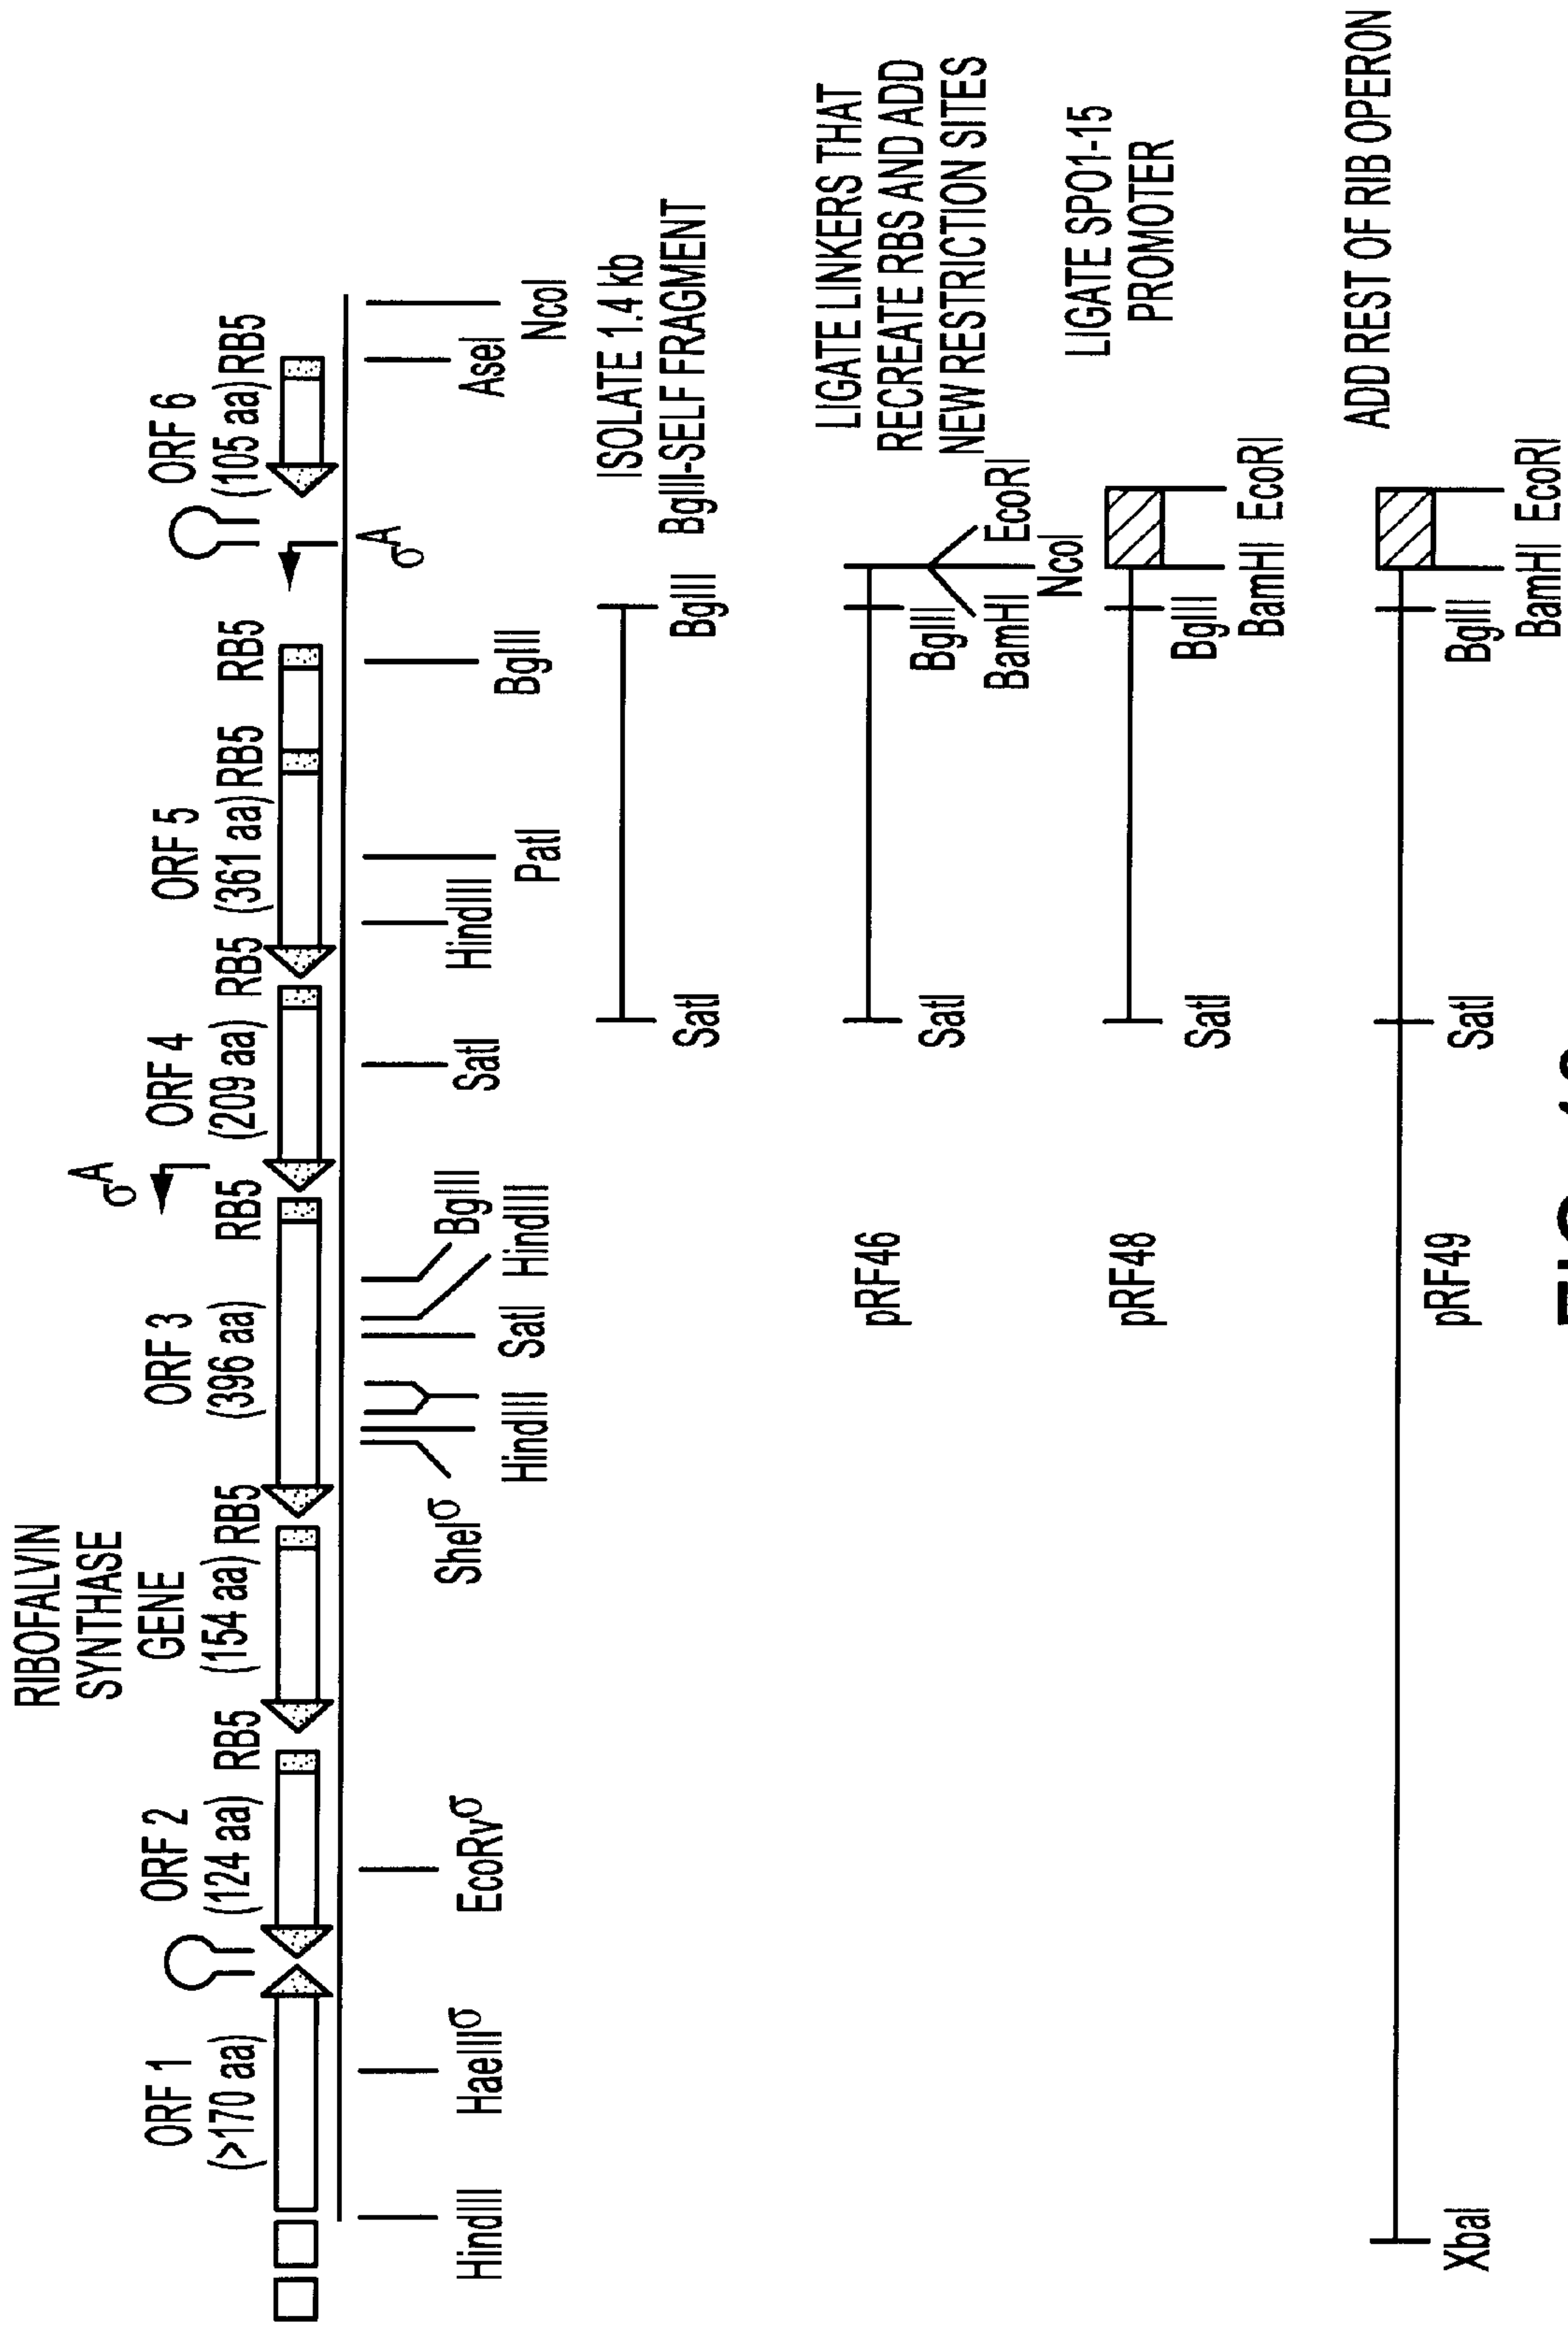 RIBOFALVIN
SYNTHASE
GENE
(154 aa)
ORF 1
(>170 aa)
ORF 2
(124 aa)
RB5
RB5
ORF 3
(396 aa)
RB5
σA
ORF 4
(209 aa)
RB5
ORF 5
(361 aa)
RB5
RB5
ORF 6
(105 aa)
RB5
σA
HindIII
HaeIIIσ
EcoRvσ
SheIσ
HindIII
SatI
HindIII
BglII
SatI
HindIII
PatI
BglII
AseI
NcoI
ISOLATE 1.4 kb
BglII-SELF FRAGMENT
SatI
BglII
LIGATE LINKERS THAT
RECREATE RBS AND ADD
NEW RESTRICTION SITES
pRF46
SatI
BglII
BamHI
EcoRI
NcoI
LIGATE SPO1-15
PROMOTER
pRF48
SatI
BglII
BamHI
EcoRI
ADD REST OF RIB OPERON
XbaI
pRF49
SatI
BglII
BamHI
EcoRI